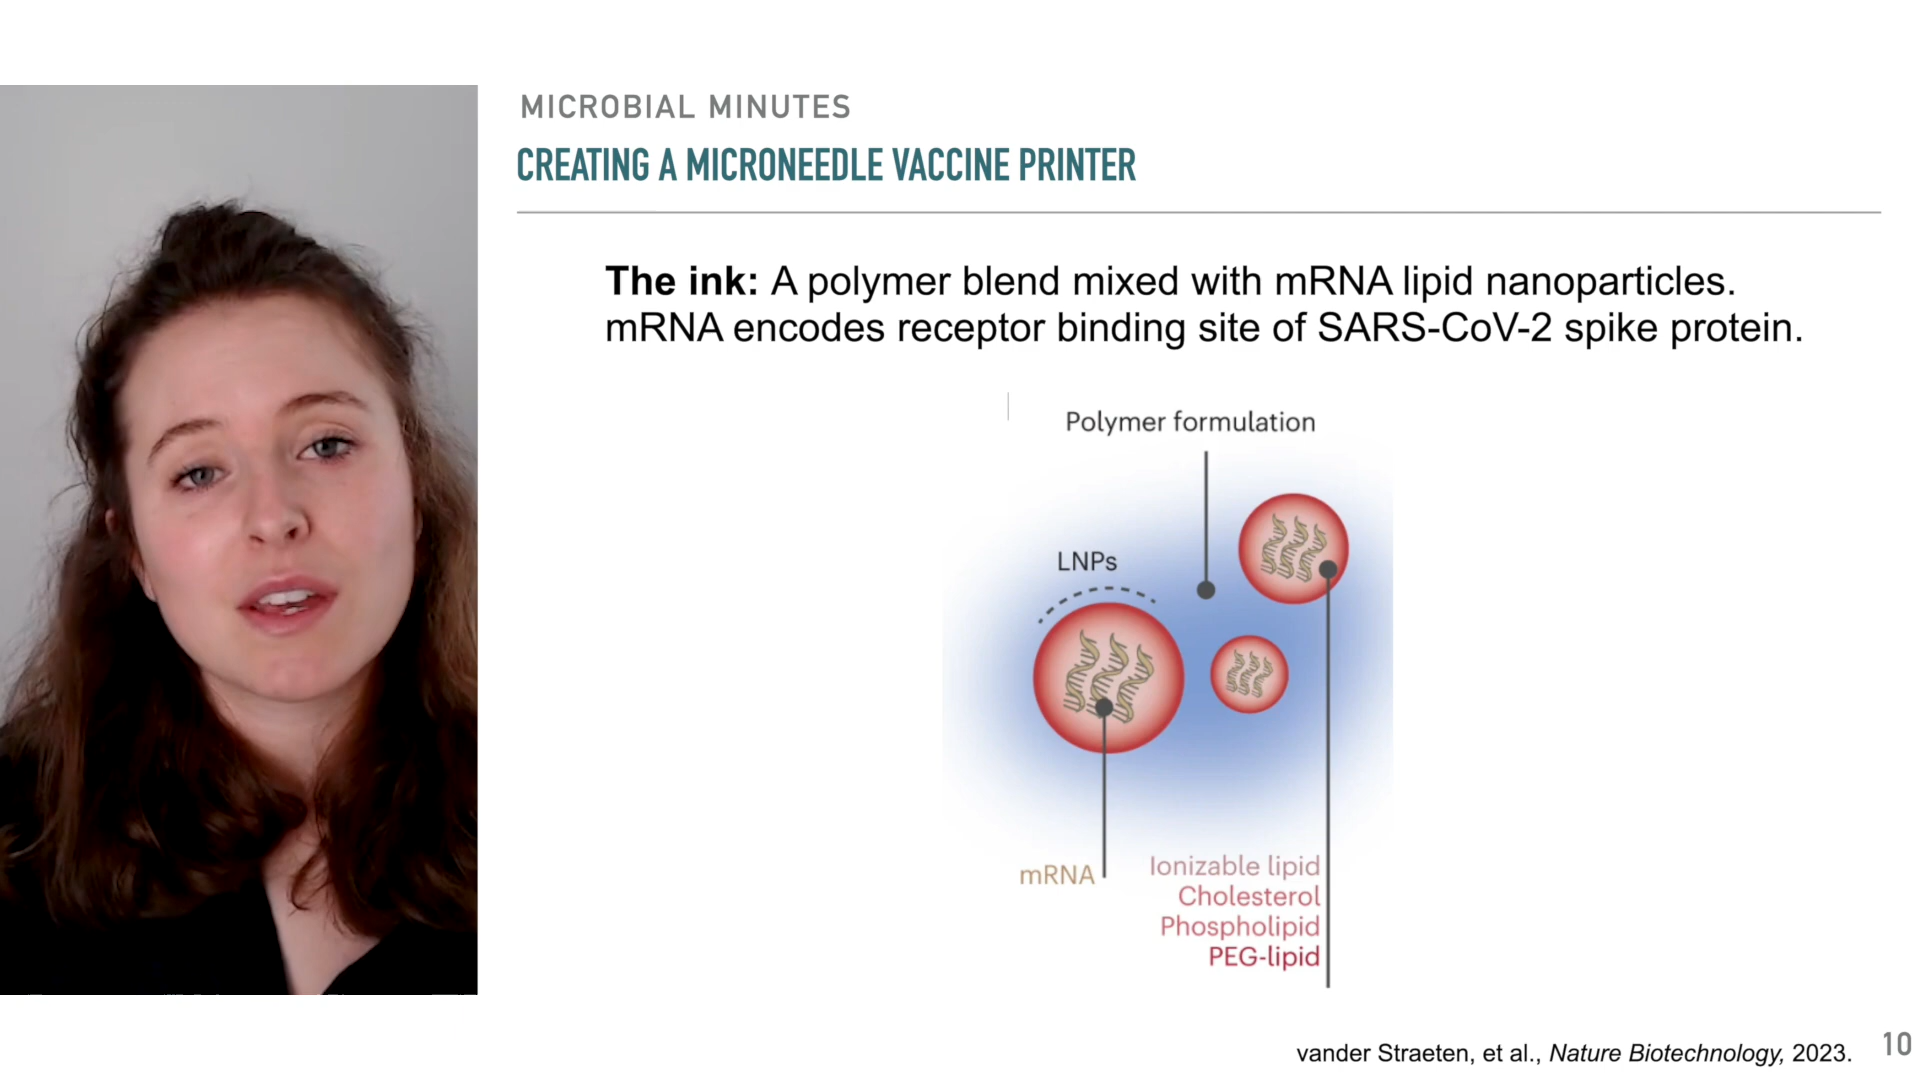 MICROBIAL MINUTES
CREATING A MICRONEEDLE VACCINE PRINTER
The ink: A polymer blend mixed with mRNA lipid nanoparticles.
mRNA encodes receptor binding site of SARS-CoV-2 spike protein.
Polymer formulation
LNPs
mRNA
Ionizable lipid
Cholesterol
Phospholipid
PEG-lipid
vander Straeten, et al., Nature Biotechnology, 2023.
10